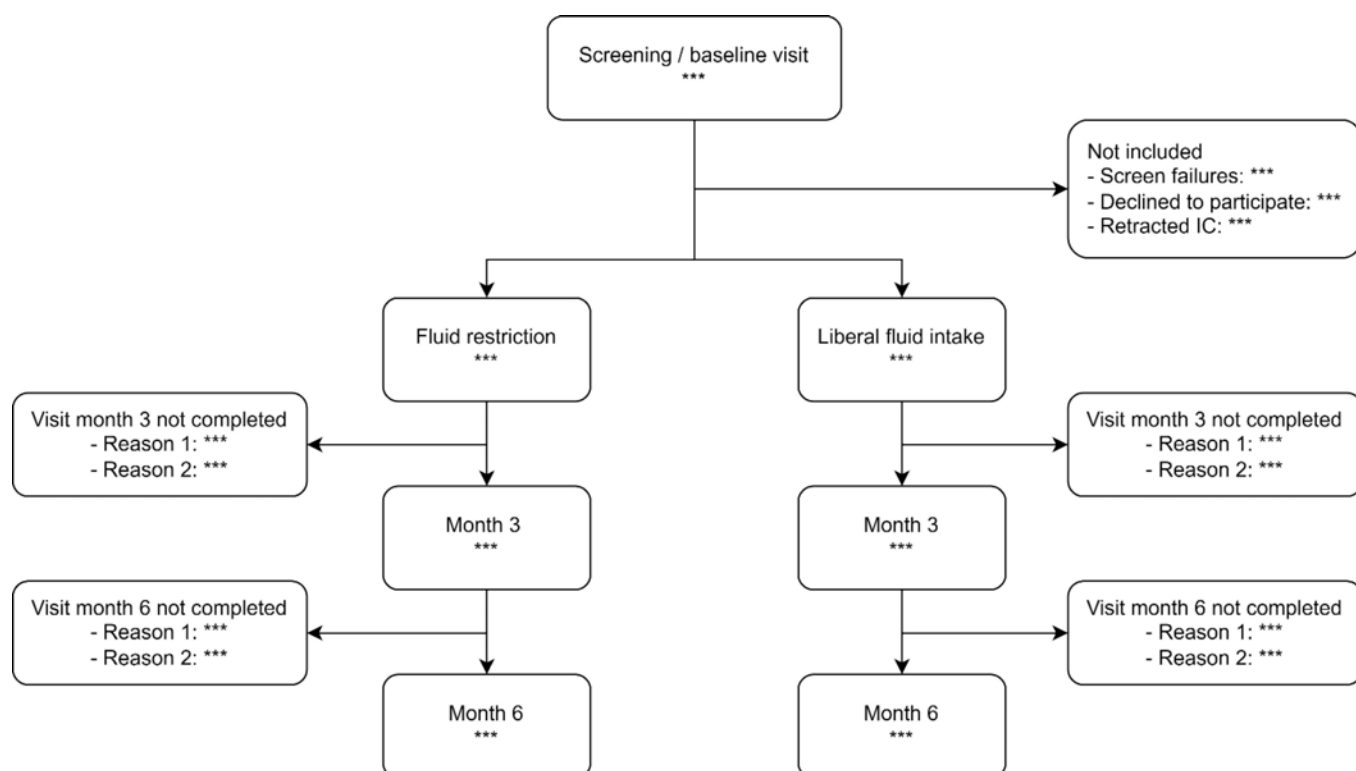 Screening / baseline visit
***
Not included
- Screen failures: ***
- Declined to participate: ***
- Retracted IC: ***
Fluid restriction
***
Liberal fluid intake
***
Visit month 3 not completed
- Reason 1: ***
- Reason 2: ***
Visit month 3 not completed
- Reason 1: ***
- Reason 2: ***
Month 3
***
Month 3
***
Visit month 6 not completed
- Reason 1: ***
- Reason 2: ***
Visit month 6 not completed
- Reason 1: ***
- Reason 2: ***
Month 6
***
Month 6
***